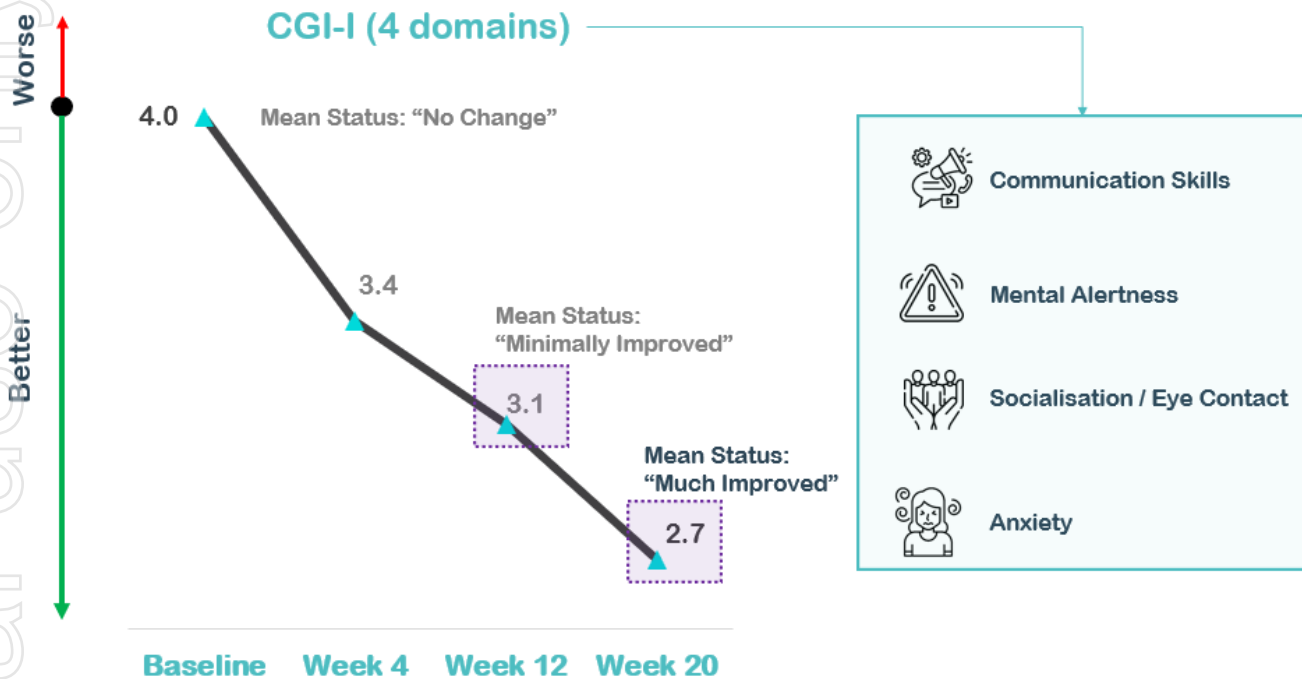 CGI-I (4 domains)
Worse
Better
4.0
Mean Status: “No Change”
3.4
Mean Status:
“Minimally Improved”
3.1
Mean Status:
“Much Improved”
2.7
Baseline
Week 4
Week 12
Week 20
Communication Skills
Mental Alertness
Socialisation / Eye Contact
Anxiety